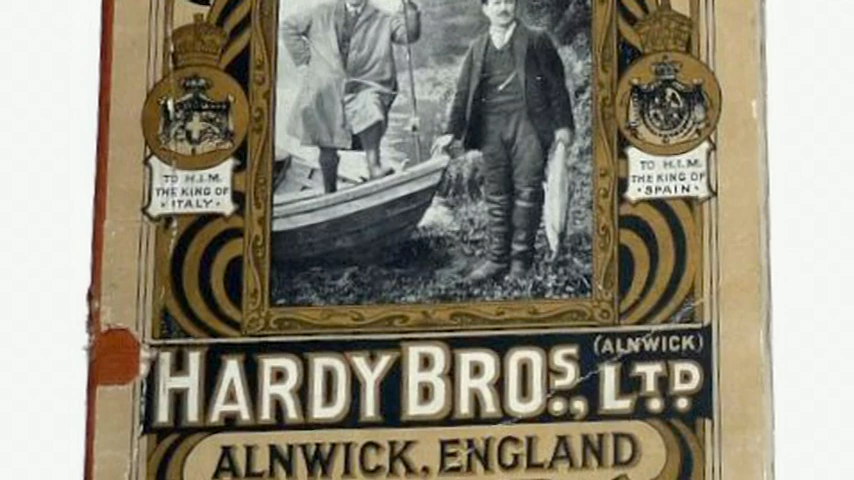 TO H.I.M.
THE KING OF
· ITALY ·
TO H.I.M.
THE KING OF
· SPAIN ·
(ALNWICK)
HARDY BROS., LTD
ALNWICK, ENGLAND